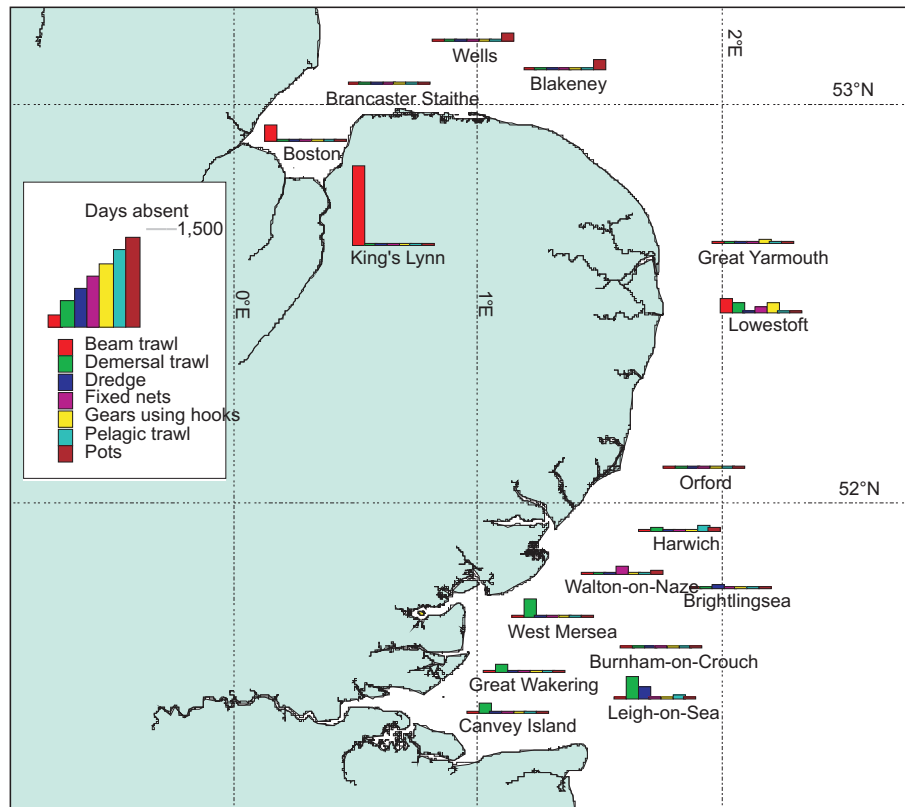 Wells
2°E
Blakeney
Brancaster Staithe
53°N
Boston
Days absent
1,500
King's Lynn
Great Yarmouth
0°E
1°E
Lowestoft
Beam trawl
Demersal trawl
Dredge
Fixed nets
Gears using hooks
Pelagic trawl
Pots
Orford
52°N
Harwich
Walton-on-Naze
Brightlingsea
West Mersea
Burnham-on-Crouch
Great Wakering
Leigh-on-Sea
Canvey Island